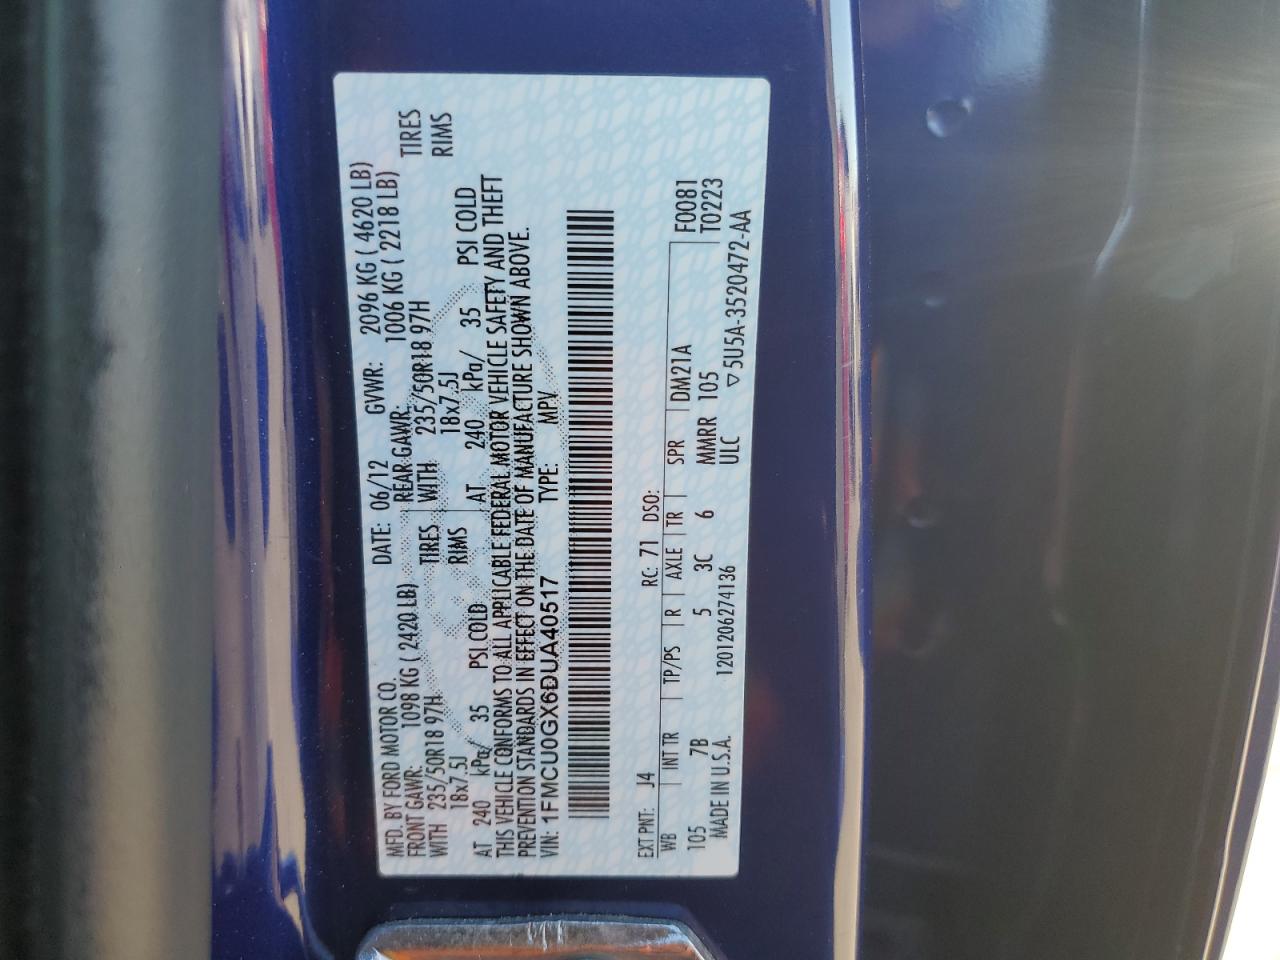 MFD. BY FORD MOTOR CO.
DATE: 06/12 GVWR: 2096 KG ( 4620 LB)
FRONT GAWR: 1098 KG ( 2420 LB) REAR GAWR: 1006 KG ( 2218 LB)
WITH 235/50R18 97H TIRES WITH 235/50R18 97H TIRES
18x7.5J RIMS 18x7.5J RIMS
AT 240 kPa/ 35 PSI COLD AT 240 kPa/ 35 PSI COLD
THIS VEHICLE CONFORMS TO ALL APPLICABLE FEDERAL MOTOR VEHICLE SAFETY AND THEFT
PREVENTION STANDARDS IN EFFECT ON THE DATE OF MANUFACTURE SHOWN ABOVE.
VIN: 1FMCU0GX6DUA40517 TYPE: MPV
EXT PNT: J4 RC: 71 DSO:
WB INT TR TP/PS R AXLE TR SPR DM21A F0081
105 7B 5 3C 6 MMRR 105 T0223
MADE IN U.S.A. 120120627​4136 ULC ▽5U5A-3520472-AA